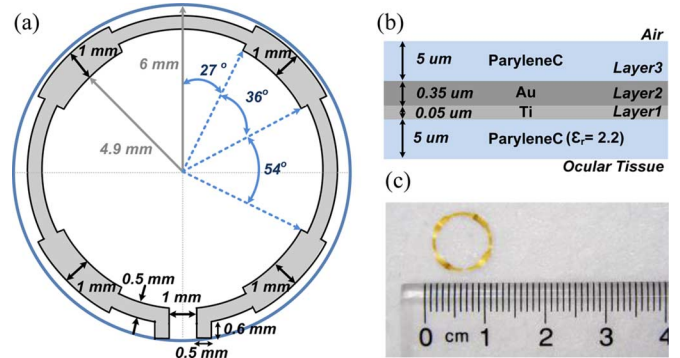 (a)
1 mm
6 mm
27 °
1 mm
36°
4.9 mm
54°
1 mm
0.5 mm
1 mm
1 mm
0.6 mm
0.5 mm
(b)
Air
5 um ParyleneC Layer3
0.35 um Au Layer2
0.05 um Ti Layer1
5 um ParyleneC (Ɛr= 2.2)
Ocular Tissue
(c)
0 cm 1 2 3 4